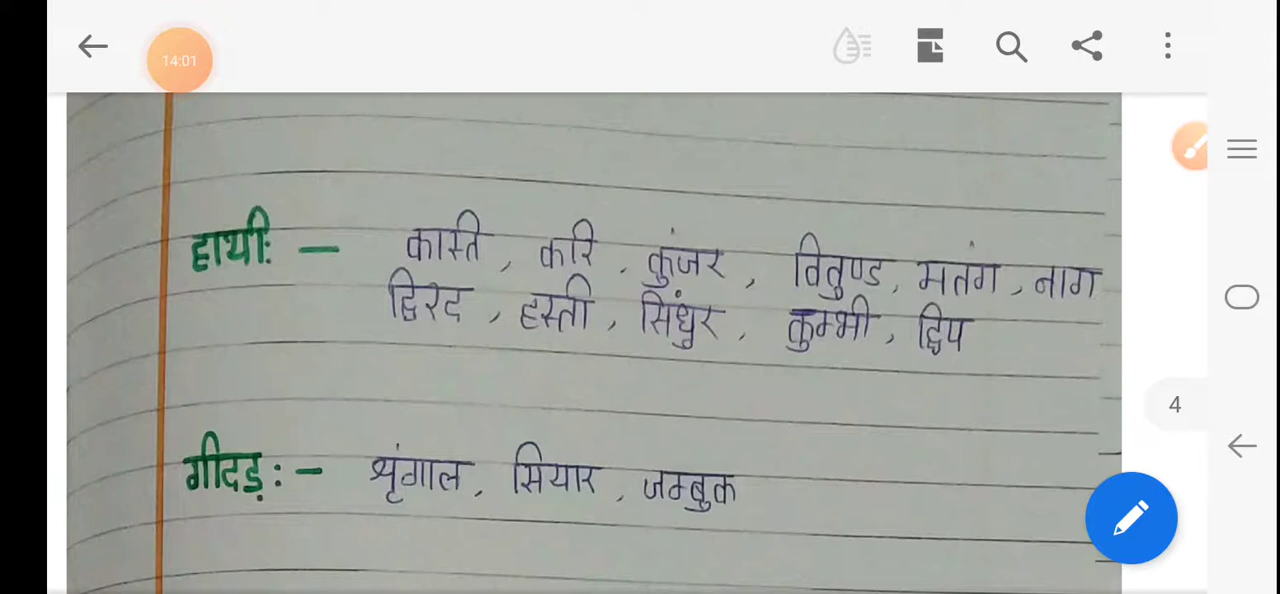 14:01
हाथीः — कास्ति, करि, कुंजर, वितुण्ड, मतंग, नाग
द्विरद, हस्ती, सिंधुर, कुम्भी, द्विप
4
गीदड़ :- श्रृंगाल, सियार, जम्बुक